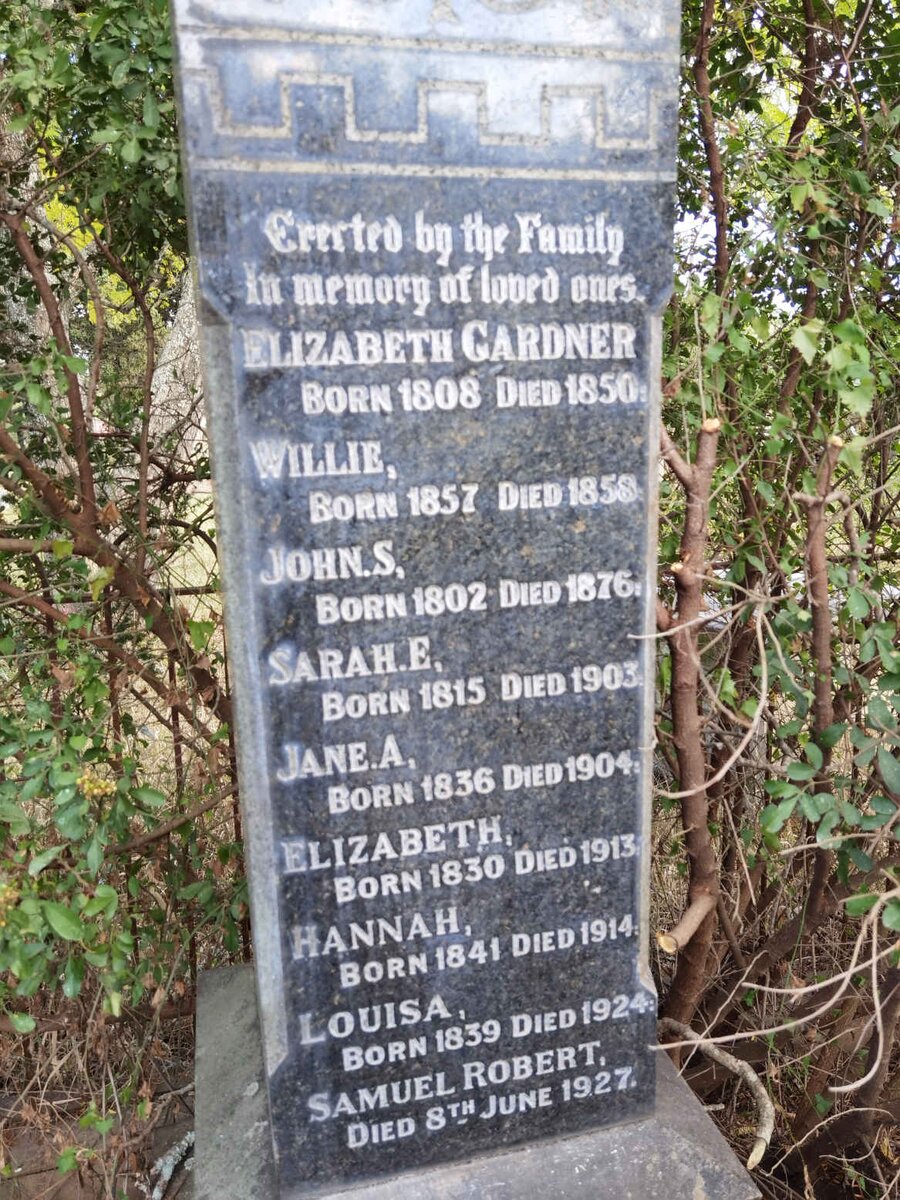 Erected by the Family
In memory of loved ones.
ELIZABETH GARDNER
BORN 1808 DIED 1850.
WILLIE,
BORN 1857 DIED 1858.
JOHN.S,
BORN 1802 DIED 1876.
SARAH.E,
BORN 1815 DIED 1903.
JANE.A,
BORN 1836 DIED 1904.
ELIZABETH,
BORN 1830 DIED 1913
HANNAH,
BORN 1841 DIED 1914.
LOUISA,
BORN 1839 DIED 1924.
SAMUEL ROBERT,
DIED 8TH JUNE 1927.